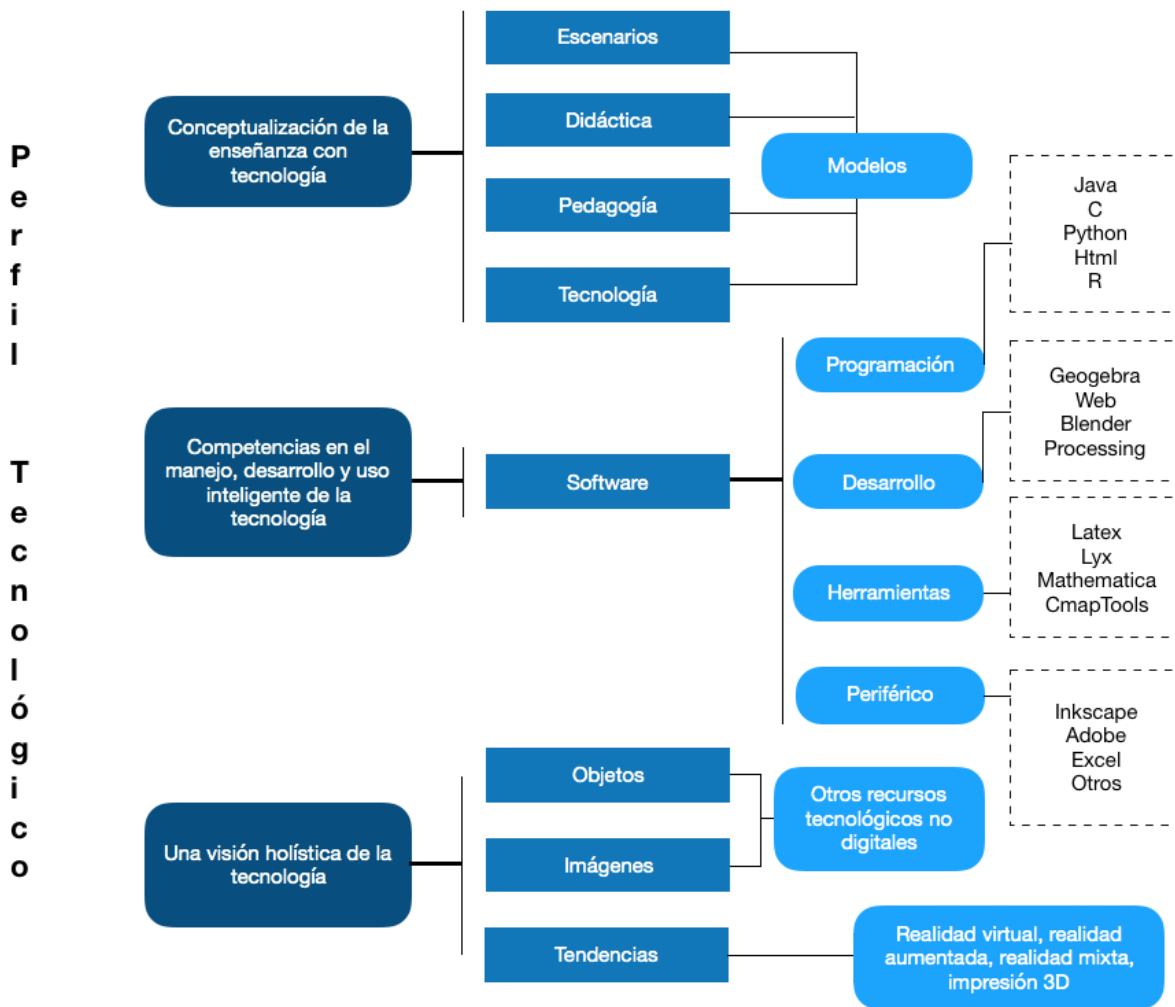 Perfil Tecnológico
Conceptualización de la
enseñanza con
tecnología
Escenarios
Didáctica
Pedagogía
Tecnología
Modelos
Competencias en el
manejo, desarrollo y uso
inteligente de la
tecnología
Software
Programación
Java
C
Python
Html
R
Desarrollo
Geogebra
Web
Blender
Processing
Herramientas
Latex
Lyx
Mathematica
CmapTools
Periférico
Inkscape
Adobe
Excel
Otros
Una visión holística de la
tecnología
Objetos
Imágenes
Otros recursos
tecnológicos no
digitales
Tendencias
Realidad virtual, realidad
aumentada, realidad mixta,
impresión 3D